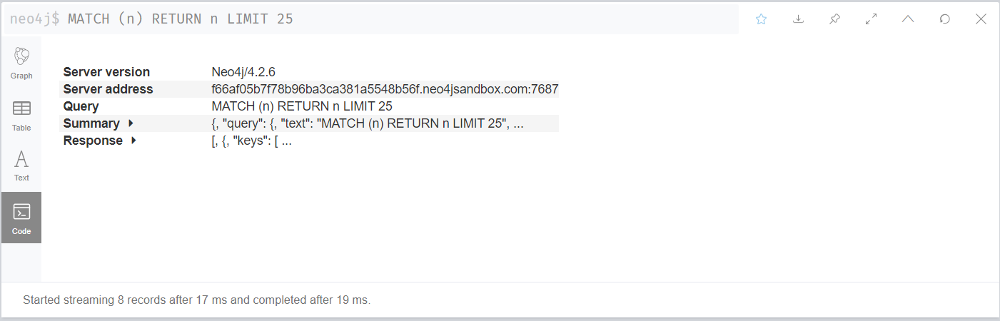 neo4j$ MATCH (n) RETURN n LIMIT 25
Graph
Table
Text
Code
Server version Neo4j/4.2.6
Server address f66af05b7f78b96ba3ca381a5548b56f.neo4jsandbox.com:7687
Query MATCH (n) RETURN n LIMIT 25
Summary {, "query": {, "text": "MATCH (n) RETURN n LIMIT 25", ...
Response [, {, "keys": [ ...
Started streaming 8 records after 17 ms and completed after 19 ms.